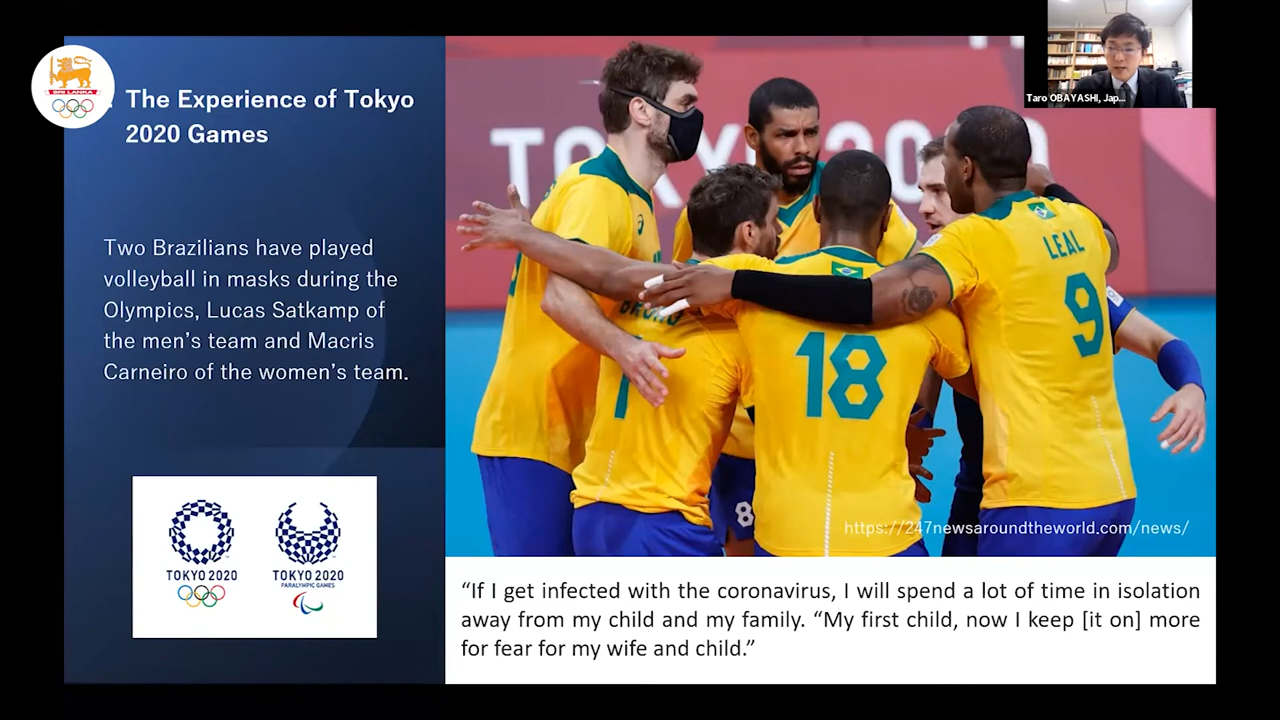 SRI LANKA
The Experience of Tokyo
2020 Games
Two Brazilians have played
volleyball in masks during the
Olympics, Lucas Satkamp of
the men's team and Macris
Carneiro of the women's team.
TOKYO 2020
TOKYO 2020
PARALYMPIC GAMES
Taro OBAYASHI, Jap...
LEAL
9
18
8
https://247newsaroundtheworld.com/news/
“If I get infected with the coronavirus, I will spend a lot of time in isolation
away from my child and my family. “My first child, now I keep [it on] more
for fear for my wife and child.”